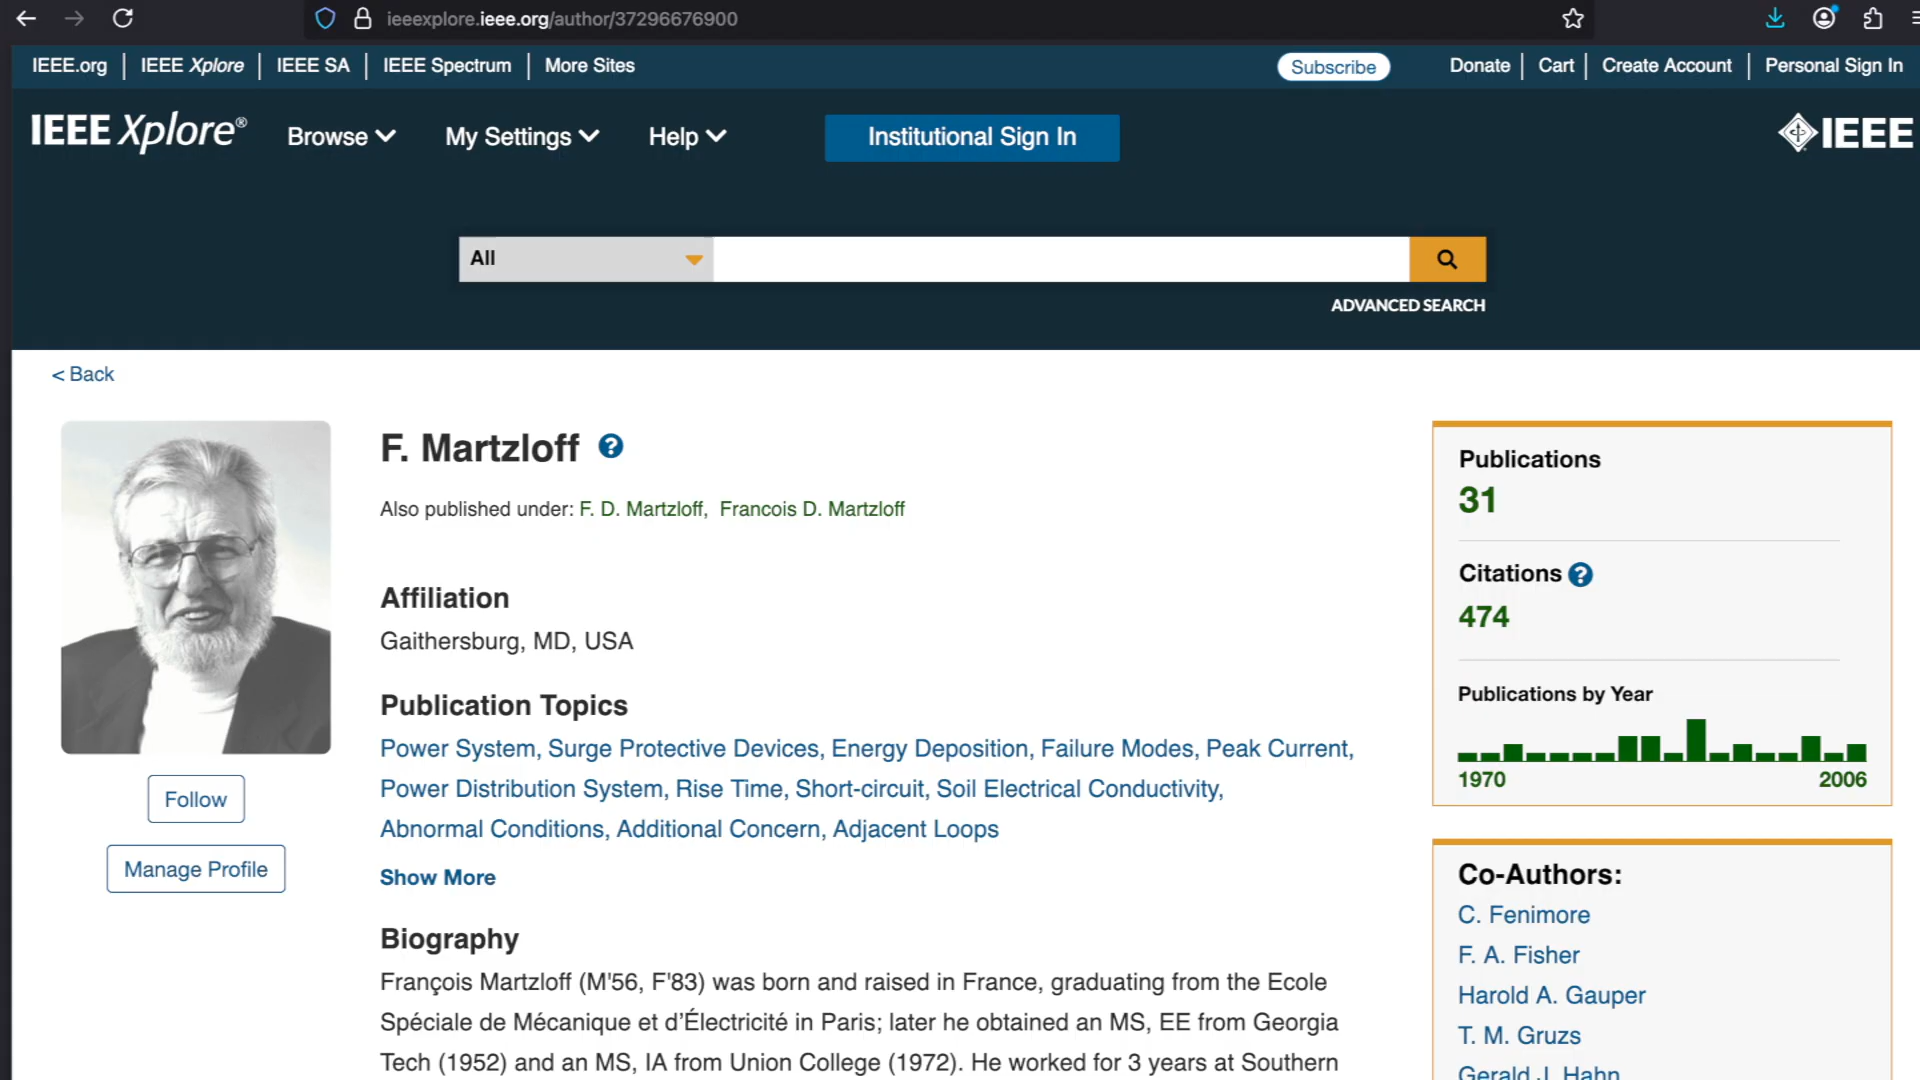 ieeexplore.ieee.org/author/37296676900
IEEE.org | IEEE Xplore | IEEE SA | IEEE Spectrum | More Sites
Subscribe
Donate | Cart | Create Account | Personal Sign In
IEEE Xplore®
Browse
My Settings
Help
Institutional Sign In
IEEE
All
ADVANCED SEARCH
< Back
F. Martzloff ?
Also published under: F. D. Martzloff, Francois D. Martzloff
Affiliation
Gaithersburg, MD, USA
Publication Topics
Power System, Surge Protective Devices, Energy Deposition, Failure Modes, Peak Current,
Power Distribution System, Rise Time, Short-circuit, Soil Electrical Conductivity,
Abnormal Conditions, Additional Concern, Adjacent Loops
Show More
Follow
Manage Profile
Biography
François Martzloff (M'56, F'83) was born and raised in France, graduating from the Ecole
Spéciale de Mécanique et d’Électricité in Paris; later he obtained an MS, EE from Georgia
Tech (1952) and an MS, IA from Union College (1972). He worked for 3 years at Southern
Publications
31
Citations ?
474
Publications by Year
1970 2006
Co-Authors:
C. Fenimore
F. A. Fisher
Harold A. Gauper
T. M. Gruzs
Gerald J. Hahn